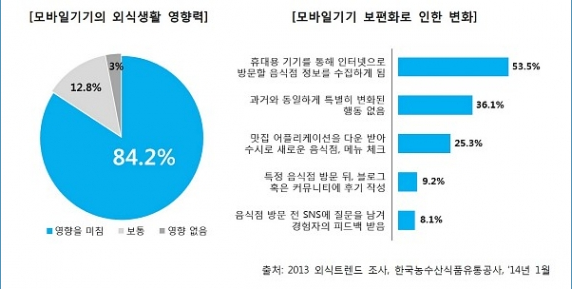 [모바일기기의 외식생활 영향력]
3%
12.8%
84.2%
영향을 미침 보통 영향 없음
[모바일기기 보편화로 인한 변화]
휴대용 기기를 통해 인터넷으로
방문할 음식점 정보를 수집하게 됨
53.5%
과거와 동일하게 특별히 변화된
행동 없음
36.1%
맛집 어플리케이션을 다운 받아
수시로 새로운 음식점, 메뉴 체크
25.3%
특정 음식점 방문 뒤, 블로그
혹은 커뮤니티에 후기 작성
9.2%
음식점 방문 전 SNS에 질문을 남겨
경험자의 피드백 받음
8.1%
출처: 2013 외식트렌드 조사, 한국농수산식품유통공사, '14년 1월